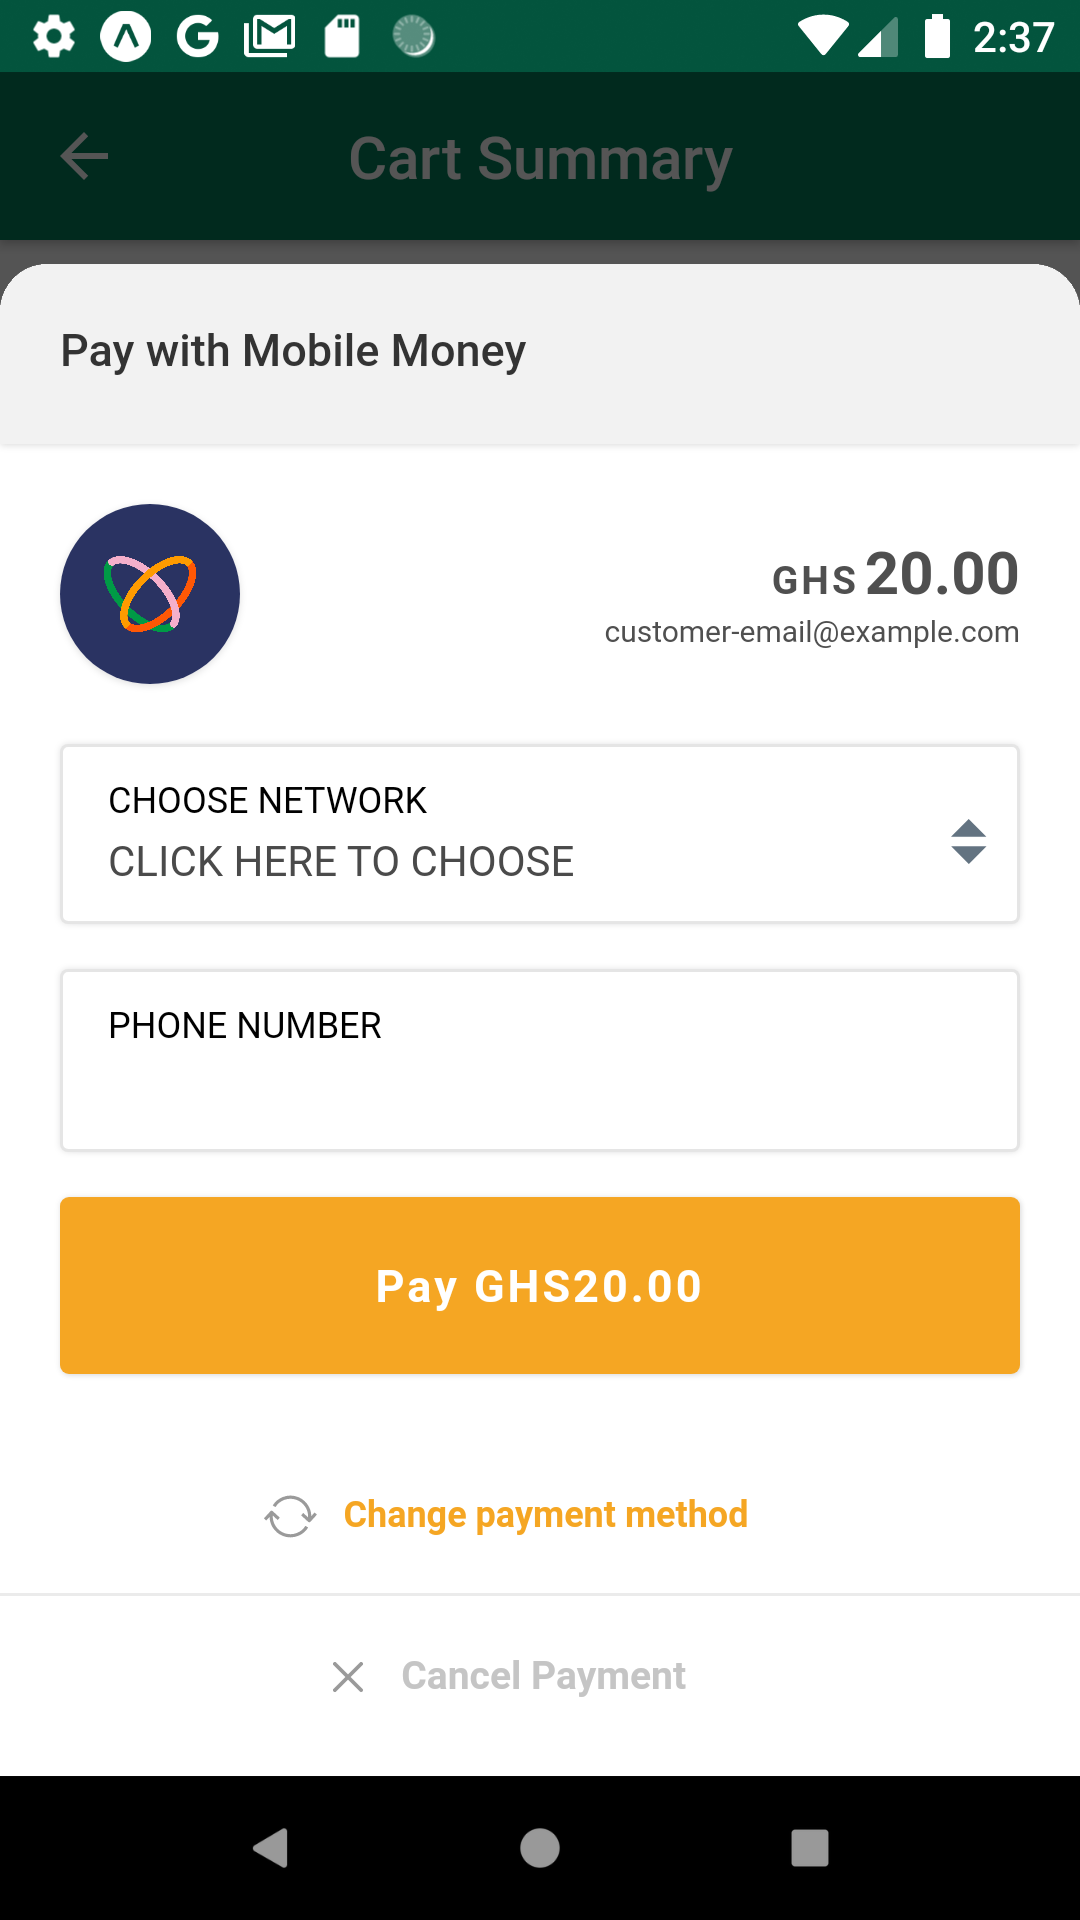 2:37
Cart Summary
Pay with Mobile Money
GHS 20.00
customer-email@example.com
CHOOSE NETWORK
CLICK HERE TO CHOOSE
PHONE NUMBER
Pay GHS20.00
Change payment method
Cancel Payment